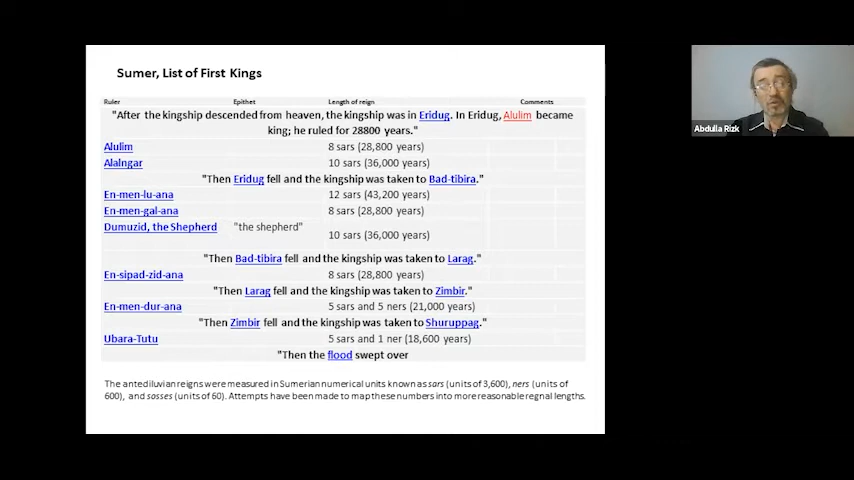 Sumer, List of First Kings
Ruler Epithet Length of reign Comments
"After the kingship descended from heaven, the kingship was in Eridug. In Eridug, Alulim became
king; he ruled for 28800 years."
Alulim 8 sars (28,800 years)
Alalngar 10 sars (36,000 years)
"Then Eridug fell and the kingship was taken to Bad-tibira."
En-men-lu-ana 12 sars (43,200 years)
En-men-gal-ana 8 sars (28,800 years)
Dumuzid, the Shepherd "the shepherd" 10 sars (36,000 years)
"Then Bad-tibira fell and the kingship was taken to Larag."
En-sipad-zid-ana 8 sars (28,800 years)
"Then Larag fell and the kingship was taken to Zimbir."
En-men-dur-ana 5 sars and 5 ners (21,000 years)
"Then Zimbir fell and the kingship was taken to Shuruppag."
Ubara-Tutu 5 sars and 1 ner (18,600 years)
"Then the flood swept over
The antediluvian reigns were measured in Sumerian numerical units known as sars (units of 3,600), ners (units of
600), and sosses (units of 60). Attempts have been made to map these numbers into more reasonable regnal lengths.
Abdulla Rizk